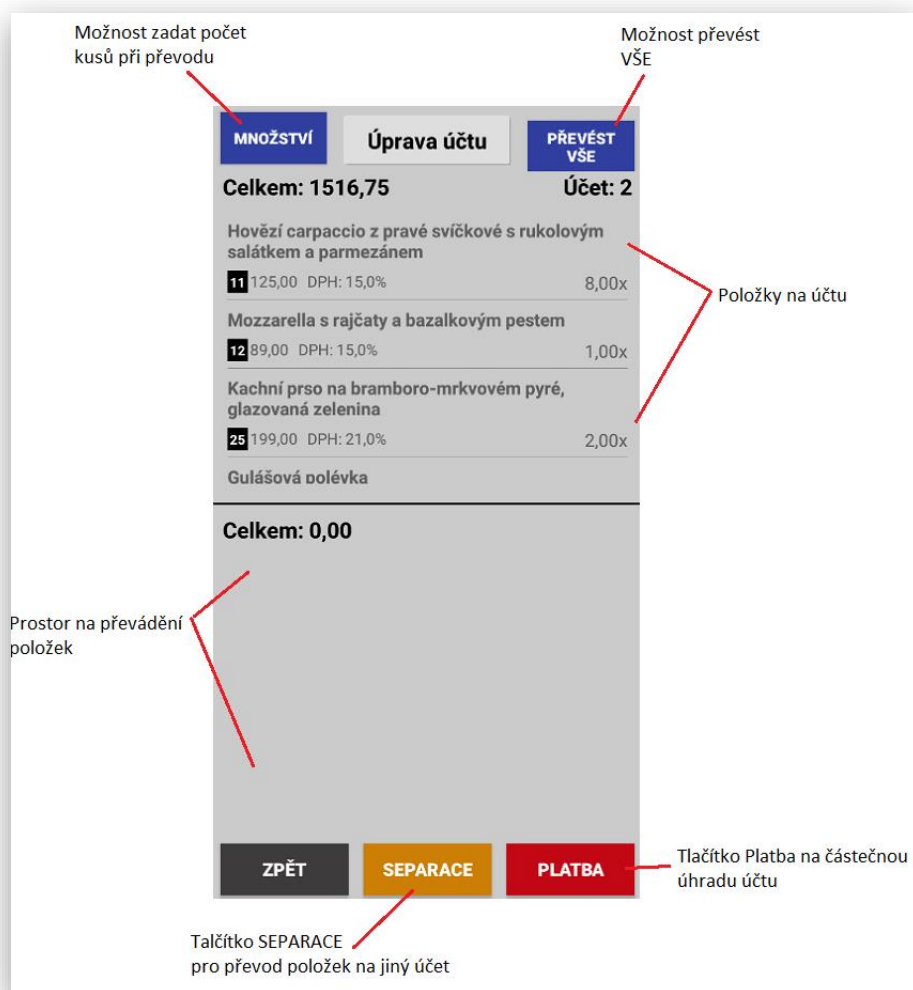 Možnost zadat počet
kusů při převodu
Možnost převést
VŠE
MNOŽSTVÍ
Úprava účtu
PŘEVÉST
VŠE
Celkem: 1516,75
Účet: 2
Hovězí carpaccio z pravé svíčkové s rukolovým
salátkem a parmezánem
11 125,00 DPH: 15,0%
8,00x
Položky na účtu
Mozzarella s rajčaty a bazalkovým pestem
12 89,00 DPH: 15,0%
1,00x
Kachní prso na bramboro-mrkvovém pyré,
glazovaná zelenina
25 199,00 DPH: 21,0%
2,00x
Gulášová polévka
Celkem: 0,00
Prostor na převádění
položek
ZPĚT
SEPARACE
PLATBA
Tlačítko Platba na částečnou
úhradu účtu
Talčítko SEPARACE
pro převod položek na jiný účet